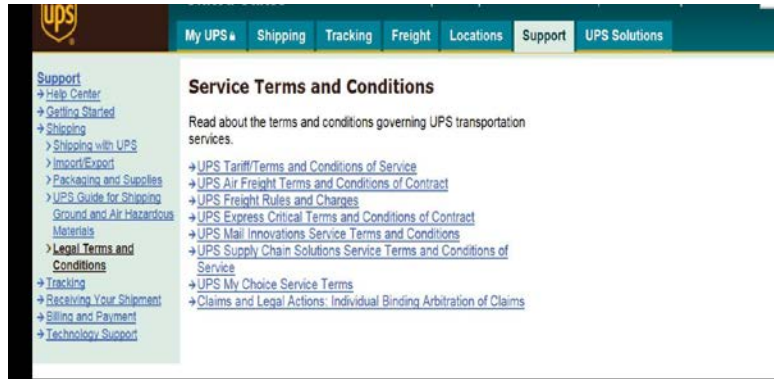 ups
My UPS
Shipping
Tracking
Freight
Locations
Support
UPS Solutions
Support
Help Center
Getting Started
Shipping
Shipping with UPS
Import/Export
Packaging and Supplies
UPS Guide for Shipping
Ground and Air Hazardous
Materials
Legal Terms and
Conditions
Tracking
Receiving Your Shipment
Billing and Payment
Technology Support
Service Terms and Conditions
Read about the terms and conditions governing UPS transportation
services.
UPS Tariff/Terms and Conditions of Service
UPS Air Freight Terms and Conditions of Contract
UPS Freight Rules and Charges
UPS Express Critical Terms and Conditions of Contract
UPS Mail Innovations Service Terms and Conditions
UPS Supply Chain Solutions Service Terms and Conditions of
Service
UPS My Choice Service Terms
Claims and Legal Actions: Individual Binding Arbitration of Claims